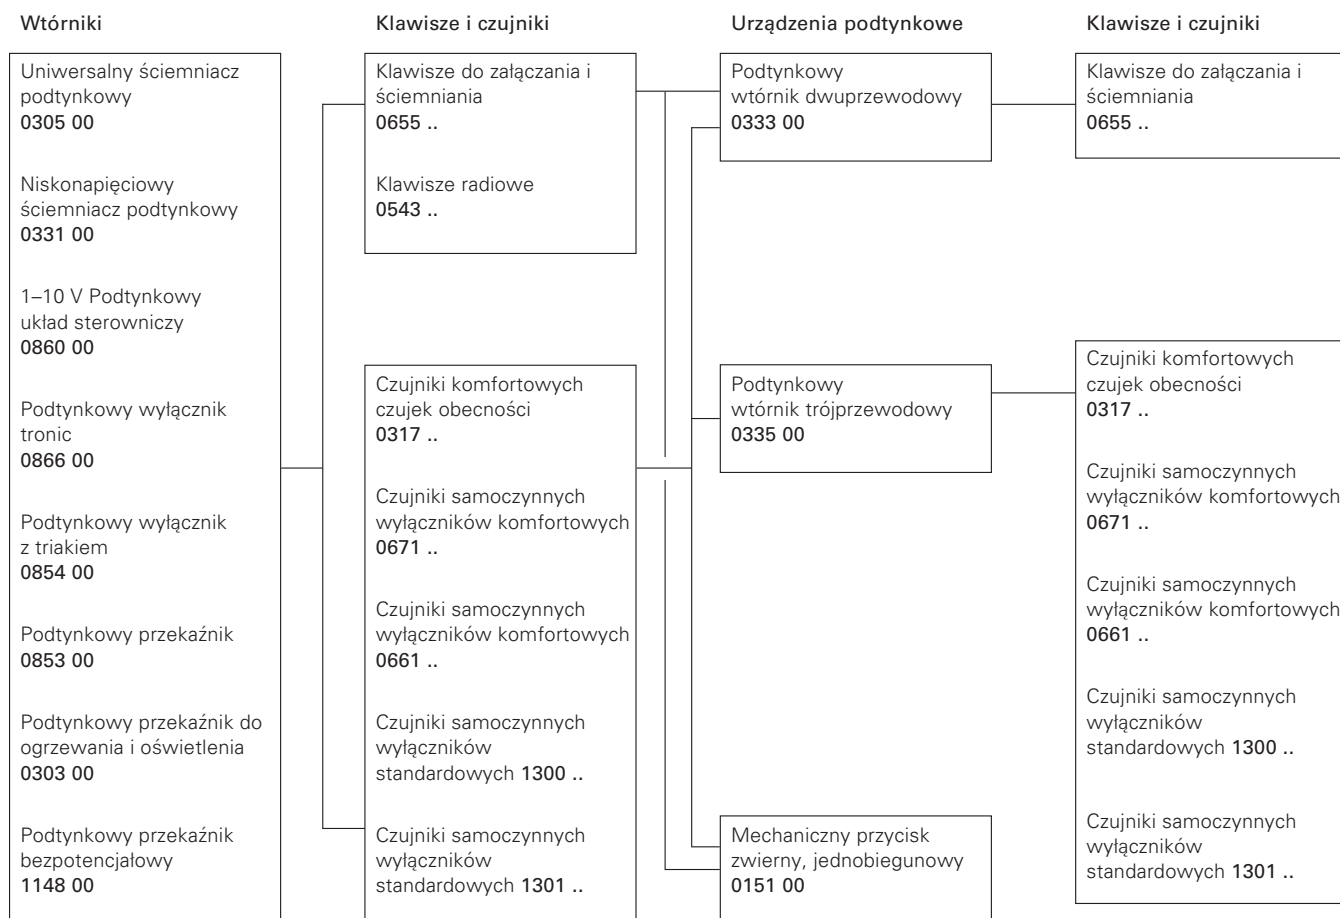 Wtórniki
Uniwersalny ściemniacz
podtynkowy
0305 00
Niskonapięciowy
ściemniacz podtynkowy
0331 00
1–10 V Podtynkowy
układ sterowniczy
0860 00
Podtynkowy wyłącznik
tronic
0866 00
Podtynkowy wyłącznik
z triakiem
0854 00
Podtynkowy przekaźnik
0853 00
Podtynkowy przekaźnik do
ogrzewania i oświetlenia
0303 00
Podtynkowy przekaźnik
bezpotencjałowy
1148 00
Klawisze i czujniki
Klawisze do załączania i
ściemniania
0655 ..
Klawisze radiowe
0543 ..
Czujniki komfortowych
czujek obecności
0317 ..
Czujniki samoczynnych
wyłączników komfortowych
0671 ..
Czujniki samoczynnych
wyłączników komfortowych
0661 ..
Czujniki samoczynnych
wyłączników
standardowych 1300 ..
Czujniki samoczynnych
wyłączników
standardowych 1301 ..
Urządzenia podtynkowe
Podtynkowy
wtórnik dwuprzewodowy
0333 00
Podtynkowy
wtórnik trójprzewodowy
0335 00
Mechaniczny przycisk
zwierny, jednobiegunowy
0151 00
Klawisze i czujniki
Klawisze do załączania i
ściemniania
0655 ..
Czujniki komfortowych
czujek obecności
0317 ..
Czujniki samoczynnych
wyłączników komfortowych
0671 ..
Czujniki samoczynnych
wyłączników komfortowych
0661 ..
Czujniki samoczynnych
wyłączników
standardowych 1300 ..
Czujniki samoczynnych
wyłączników
standardowych 1301 ..